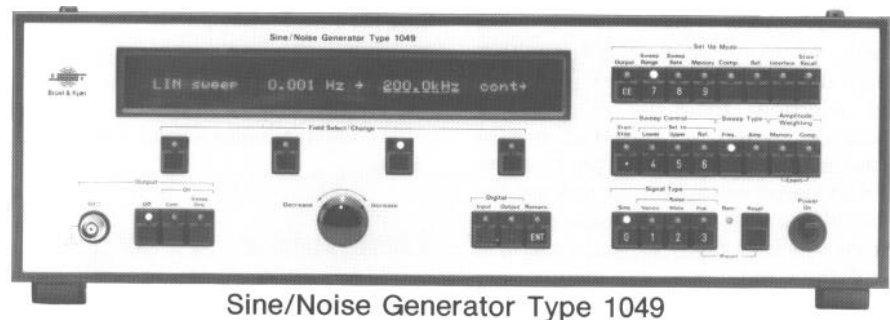 Sine/Noise Generator Type 1049
Brüel & Kjær
LIN sweep 0.001 Hz → 200.0kHz cont→
Field Select/Change
Set Up Mode
Output Sweep Range Sweep Rate Memory Comp. Ref. Interface Store/Recall
CE 7 8 9
Sweep Control Sweep Type Amplitude Weighting
Start Stop Set to Lower Upper Ref. Freq. Amp Memory Comp.
• 4 5 6
Output
On
Off Cont.
Decrease Increase
Digital
Input Output Remote
ENT
Signal Type
Noise
Sine Narrow White Pink Reset
0 1 2 3
Power On
Sine/Noise Generator Type 1049